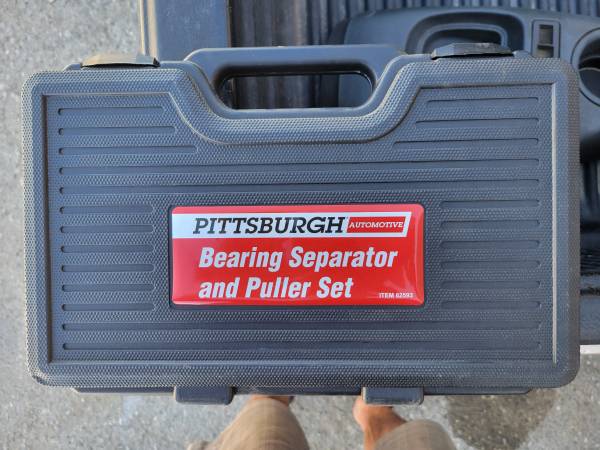 PITTSBURGH AUTOMOTIVE
Bearing Separator
and Puller Set
ITEM 62593